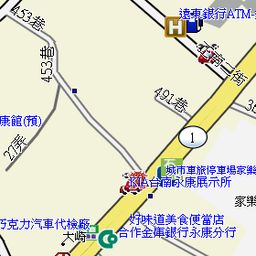 遠東銀行ATM-
453巷
453巷
H
南二街
491巷
康館(預)
27弄
1
城市車旅停車場家樂
KIA台南永康展示所
家樂
好味道美食便當店
巧克力汽車代檢廠
合作金庫銀行永康分行
大崎